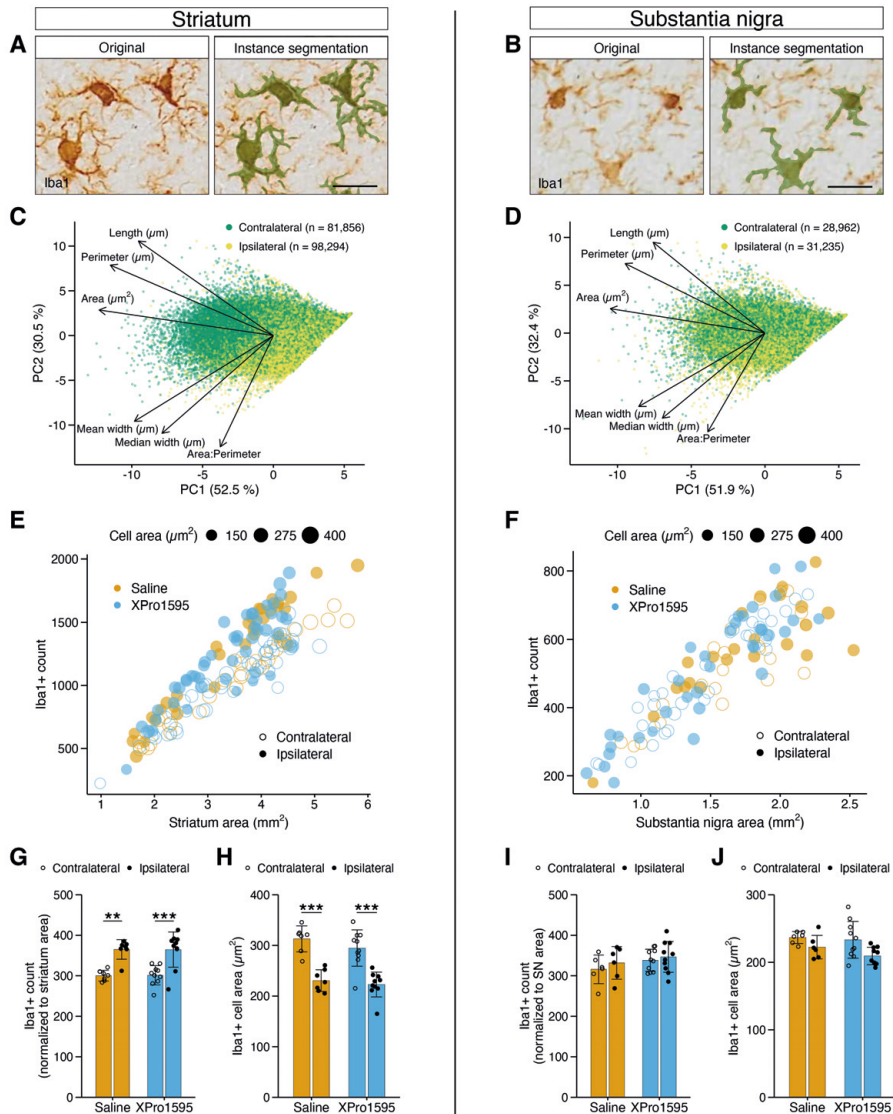 Striatum
A
Original
Instance segmentation
Iba1
C
Contralateral (n = 81,856)
Ipsilateral (n = 98,294)
Length (µm)
Perimeter (µm)
Area (µm²)
Mean width (µm)
Median width (µm)
Area:Perimeter
10
5
0
-5
-10
PC2 (30.5 %)
-10
-5
0
5
PC1 (52.5 %)
E
Cell area (µm²)
150
275
400
Saline
XPro1595
Contralateral
Ipsilateral
2000
1500
1000
500
Iba1+ count
1
2
3
4
5
6
Striatum area (mm²)
G
Contralateral
Ipsilateral
500
400
300
200
100
0
Iba1+ count
(normalized to striatum area)
**
***
Saline
XPro1595
H
Contralateral
Ipsilateral
400
300
200
100
0
Iba1+ cell area (µm²)
***
***
Saline
XPro1595
Substantia nigra
B
Original
Instance segmentation
Iba1
D
Contralateral (n = 28,962)
Ipsilateral (n = 31,235)
Length (µm)
Perimeter (µm)
Area (µm²)
Mean width (µm)
Median width (µm)
Area:Perimeter
10
5
0
-5
-10
PC2 (32.4 %)
-10
-5
0
5
PC1 (51.9 %)
F
Cell area (µm²)
150
275
400
Saline
XPro1595
Contralateral
Ipsilateral
800
600
400
200
Iba1+ count
1.0
1.5
2.0
2.5
Substantia nigra area (mm²)
I
Contralateral
Ipsilateral
500
400
300
200
100
0
Iba1+ count
(normalized to SN area)
Saline
XPro1595
J
Contralateral
Ipsilateral
300
200
100
0
Iba1+ cell area (µm²)
Saline
XPro1595